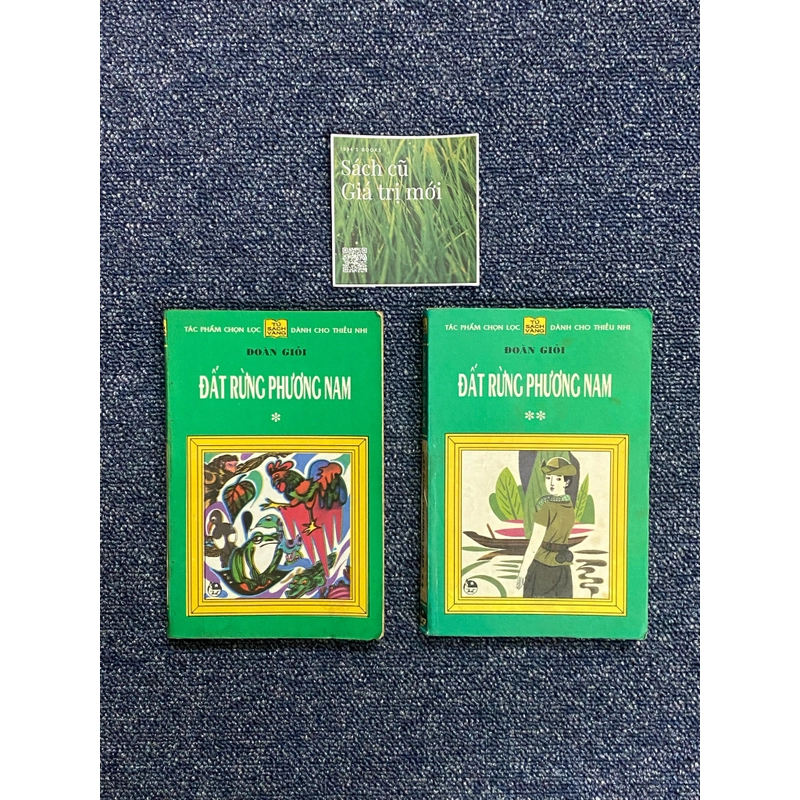 1994'S BOOKS
Sách cũ
Giá trị mới
TÁC PHẨM CHỌN LỌC
TỦ
SÁCH
VÀNG
DÀNH CHO THIẾU NHI
ĐOÀN GIỎI
ĐẤT RỪNG PHƯƠNG NAM
*
TÁC PHẨM CHỌN LỌC
TỦ
SÁCH
VÀNG
DÀNH CHO THIẾU NHI
ĐOÀN GIỎI
ĐẤT RỪNG PHƯƠNG NAM
**